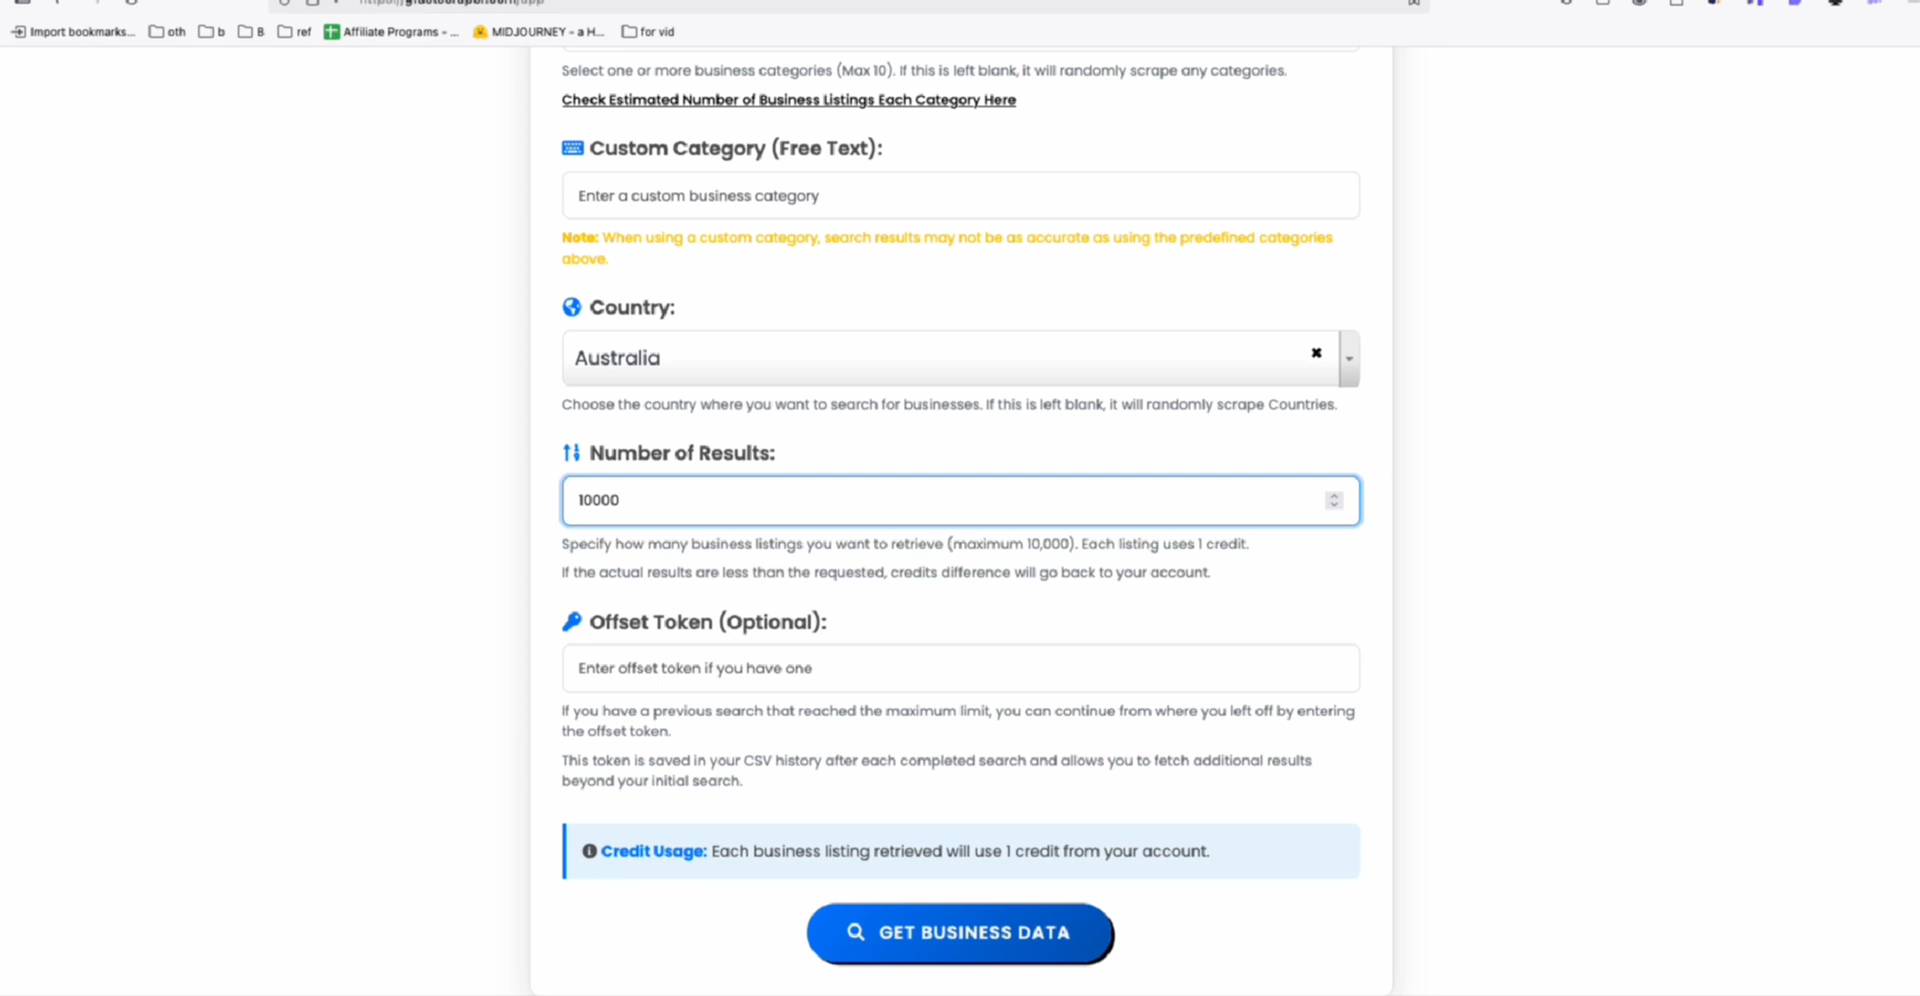 Import bookmarks... oth b B ref Affiliate Programs - ... MIDJOURNEY - a H... for vid
Select one or more business categories (Max 10). If this is left blank, it will randomly scrape any categories.
Check Estimated Number of Business Listings Each Category Here
Custom Category (Free Text):
Enter a custom business category
Note: When using a custom category, search results may not be as accurate as using the predefined categories
above.
Country:
Australia
Choose the country where you want to search for businesses. If this is left blank, it will randomly scrape Countries.
Number of Results:
10000
Specify how many business listings you want to retrieve (maximum 10,000). Each listing uses 1 credit.
If the actual results are less than the requested, credits difference will go back to your account.
Offset Token (Optional):
Enter offset token if you have one
If you have a previous search that reached the maximum limit, you can continue from where you left off by entering
the offset token.
This token is saved in your CSV history after each completed search and allows you to fetch additional results
beyond your initial search.
Credit Usage: Each business listing retrieved will use 1 credit from your account.
GET BUSINESS DATA